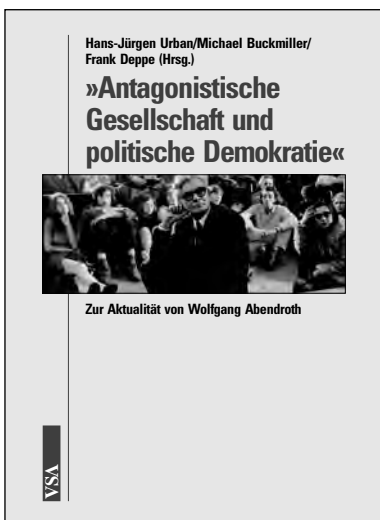 Hans-Jürgen Urban/Michael Buckmiller/
Frank Deppe (Hrsg.)
»Antagonistische
Gesellschaft und
politische Demokratie«
Zur Aktualität von Wolfgang Abendroth
VSA